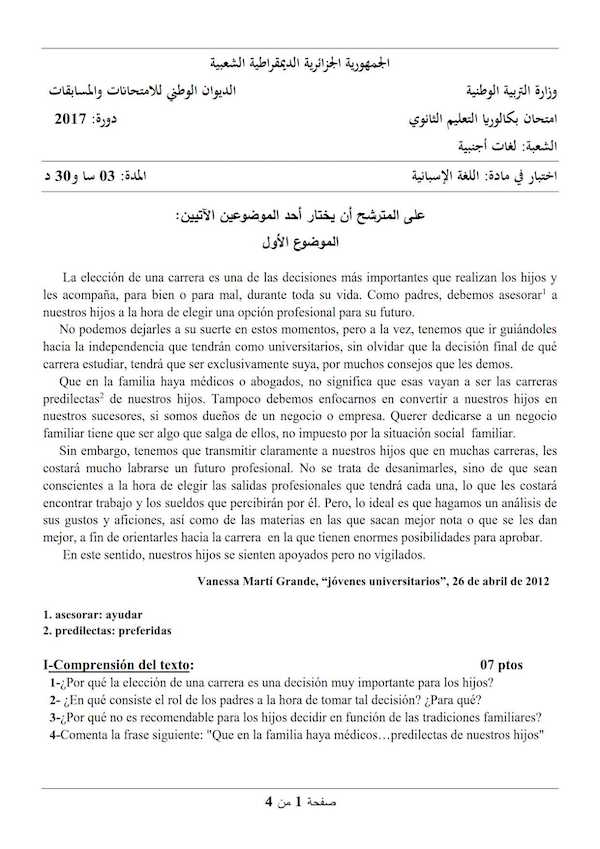 الجمهورية الجزائرية الديمقراطية الشعبية
وزارة التربية الوطنية الديوان الوطني للامتحانات والمسابقات
امتحان بكالوريا التعليم الثانوي دورة: 2017
الشعبة: لغات أجنبية
اختبار في مادة: اللغة الإسبانية المدة: 03 سا و30 د
على المترشح أن يختار أحد الموضوعين الآتيين:
الموضوع الأول
La elección de una carrera es una de las decisiones más importantes que realizan los hijos y
les acompaña, para bien o para mal, durante toda su vida. Como padres, debemos asesorar¹ a
nuestros hijos a la hora de elegir una opción profesional para su futuro.
No podemos dejarles a su suerte en estos momentos, pero a la vez, tenemos que ir guiándoles
hacia la independencia que tendrán como universitarios, sin olvidar que la decisión final de qué
carrera estudiar, tendrá que ser exclusivamente suya, por muchos consejos que les demos.
Que en la familia haya médicos o abogados, no significa que esas vayan a ser las carreras
predilectas² de nuestros hijos. Tampoco debemos enfocarnos en convertir a nuestros hijos en
nuestros sucesores, si somos dueños de un negocio o empresa. Querer dedicarse a un negocio
familiar tiene que ser algo que salga de ellos, no impuesto por la situación social familiar.
Sin embargo, tenemos que transmitir claramente a nuestros hijos que en muchas carreras, les
costará mucho labrarse un futuro profesional. No se trata de desanimarles, sino de que sean
conscientes a la hora de elegir las salidas profesionales que tendrá cada una, lo que les costará
encontrar trabajo y los sueldos que percibirán por él. Pero, lo ideal es que hagamos un análisis de
sus gustos y aficiones, así como de las materias en las que sacan mejor nota o que se les dan
mejor, a fin de orientarles hacia la carrera en la que tienen enormes posibilidades para aprobar.
En este sentido, nuestros hijos se sienten apoyados pero no vigilados.
Vanessa Martí Grande, “jóvenes universitarios”, 26 de abril de 2012
1. asesorar: ayudar
2. predilectas: preferidas
I-Comprensión del texto: 07 ptos
1-¿Por qué la elección de una carrera es una decisión muy importante para los hijos?
2- ¿En qué consiste el rol de los padres a la hora de tomar tal decisión? ¿Para qué?
3-¿Por qué no es recomendable para los hijos decidir en función de las tradiciones familiares?
4-Comenta la frase siguiente: "Que en la familia haya médicos…predilectas de nuestros hijos"
صفحة 1 من 4